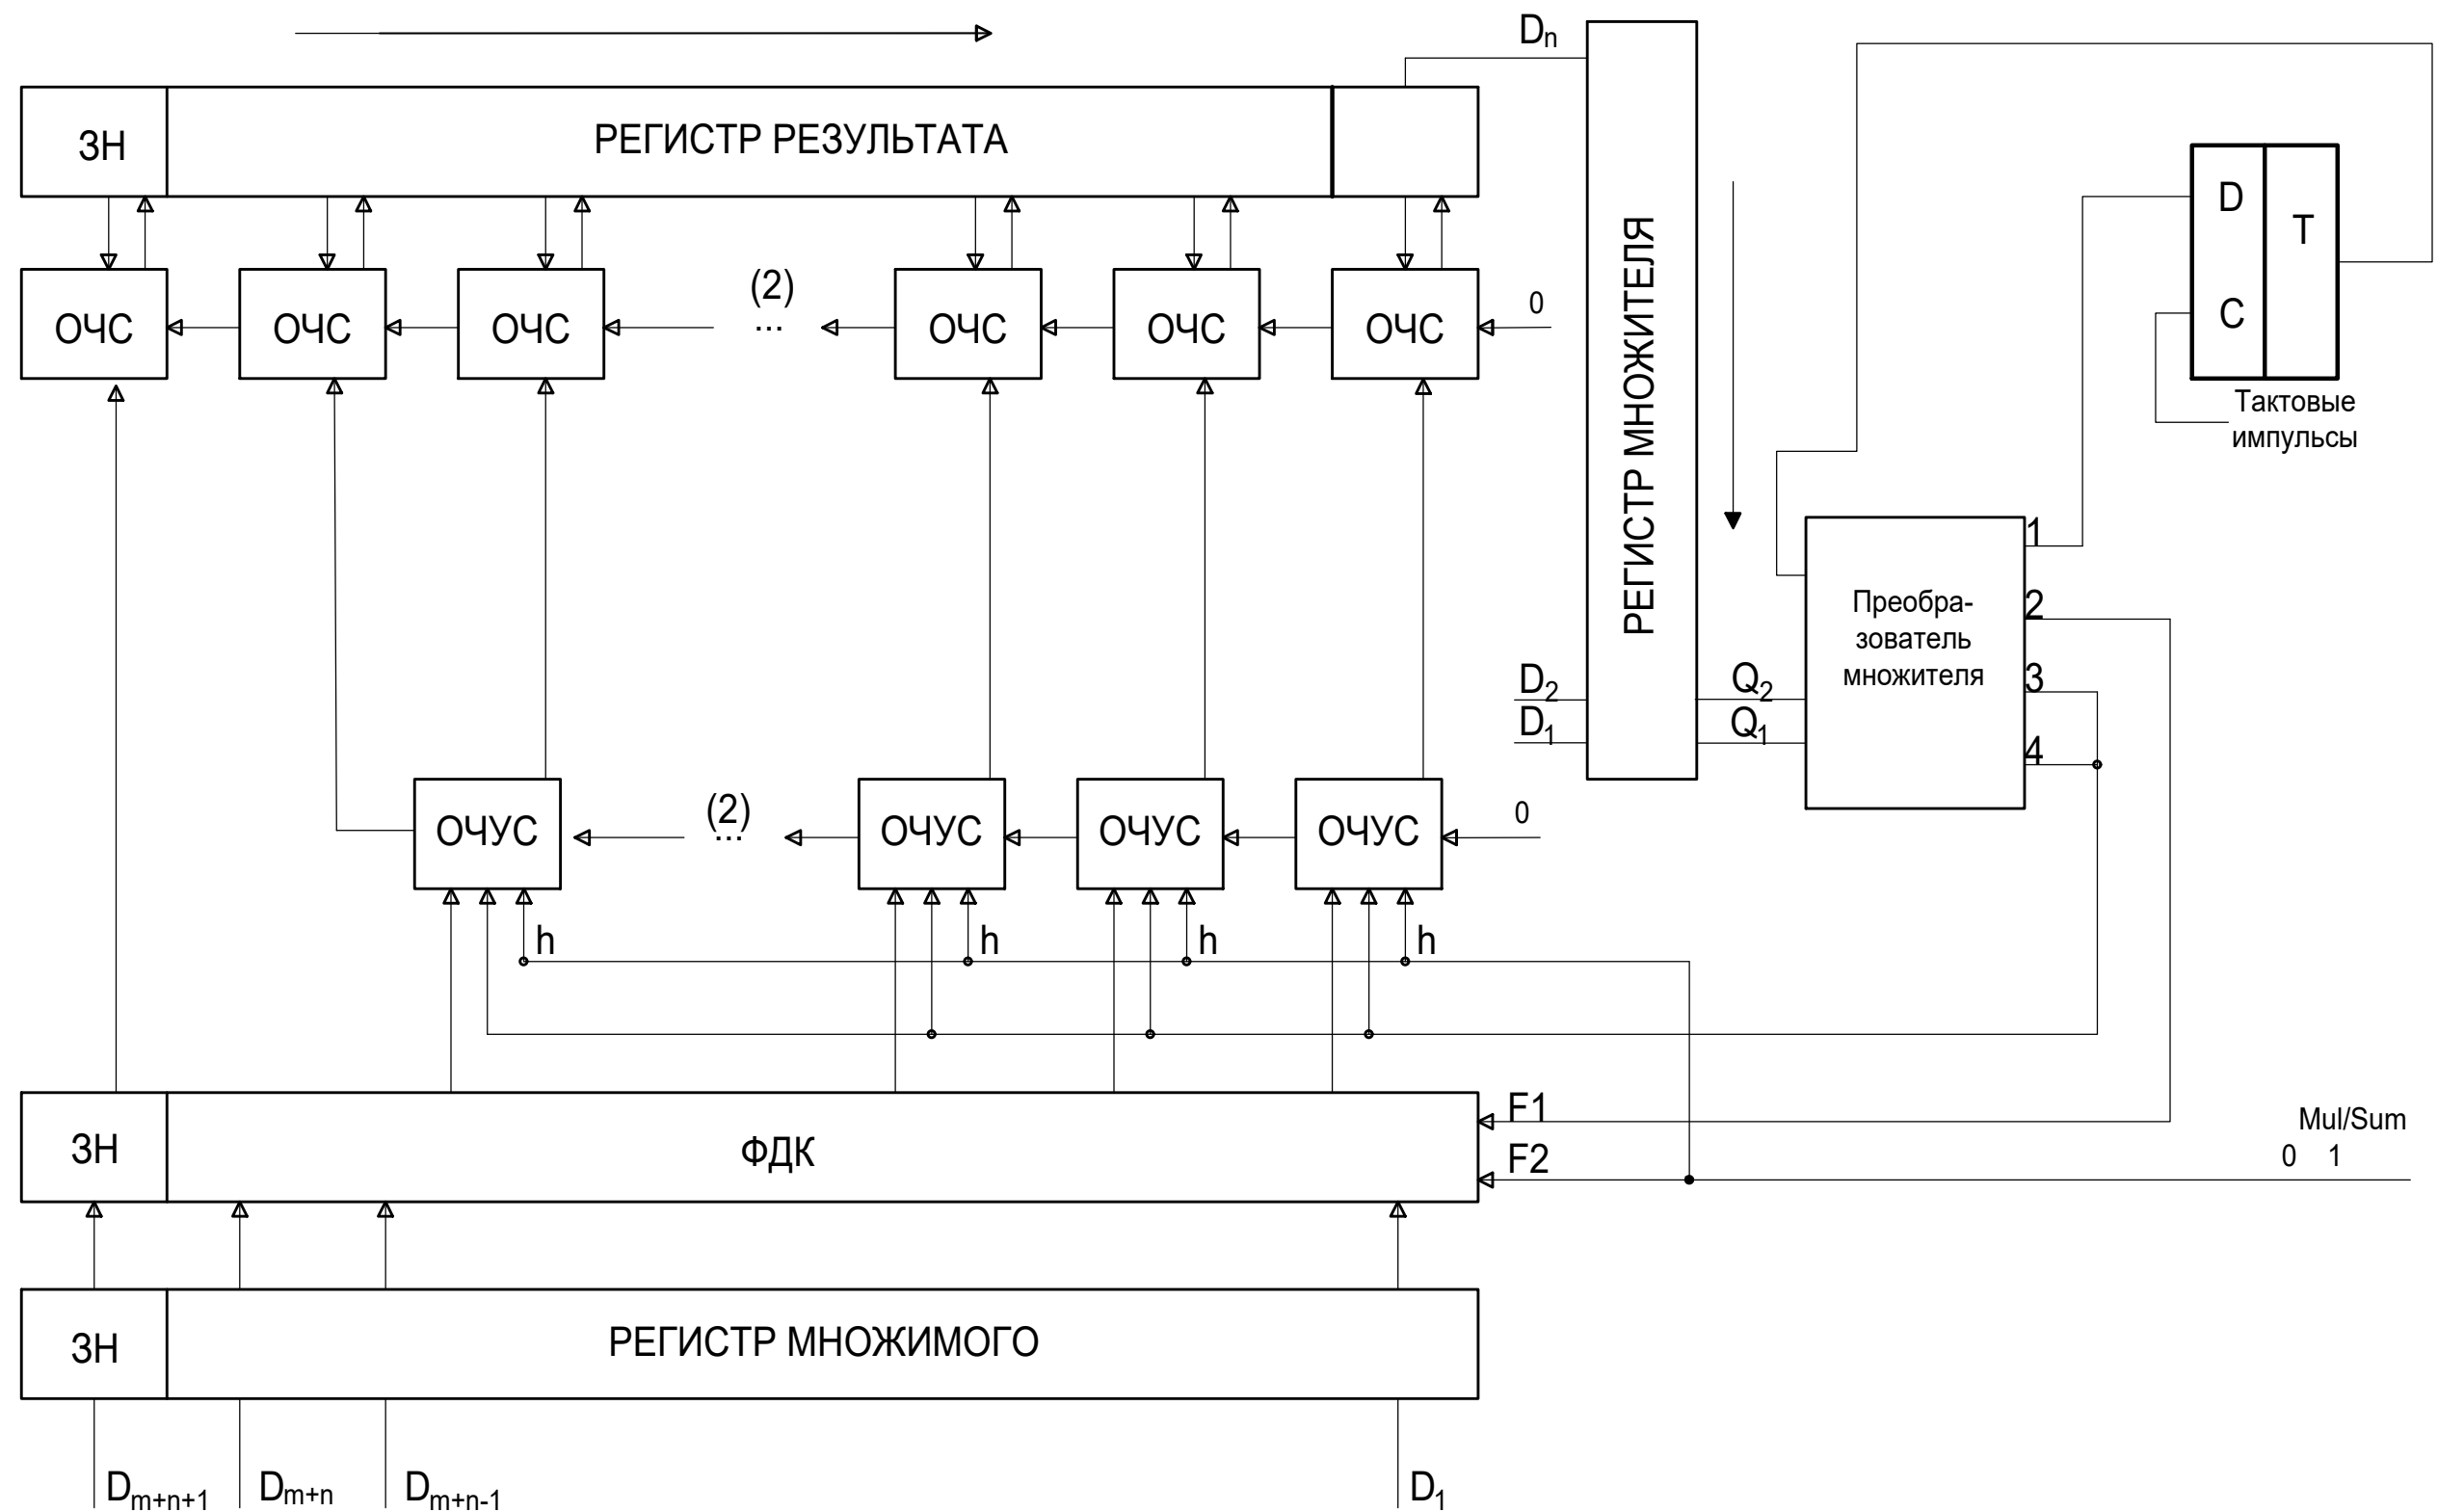 Dn
ЗН
РЕГИСТР РЕЗУЛЬТАТА
РЕГИСТР МНОЖИТЕЛЯ
D
T
C
Тактовые
импульсы
ОЧС
ОЧС
ОЧС
(2)
...
ОЧС
ОЧС
ОЧС
0
Преобра-
зователь
множителя
1
2
3
4
D2
D1
Q2
Q1
ОЧУС
(2)
...
ОЧУС
ОЧУС
ОЧУС
0
h
h
h
h
ЗН
ФДК
F1
F2
Mul/Sum
0 1
ЗН
РЕГИСТР МНОЖИМОГО
Dm+n+1
Dm+n
Dm+n-1
D1